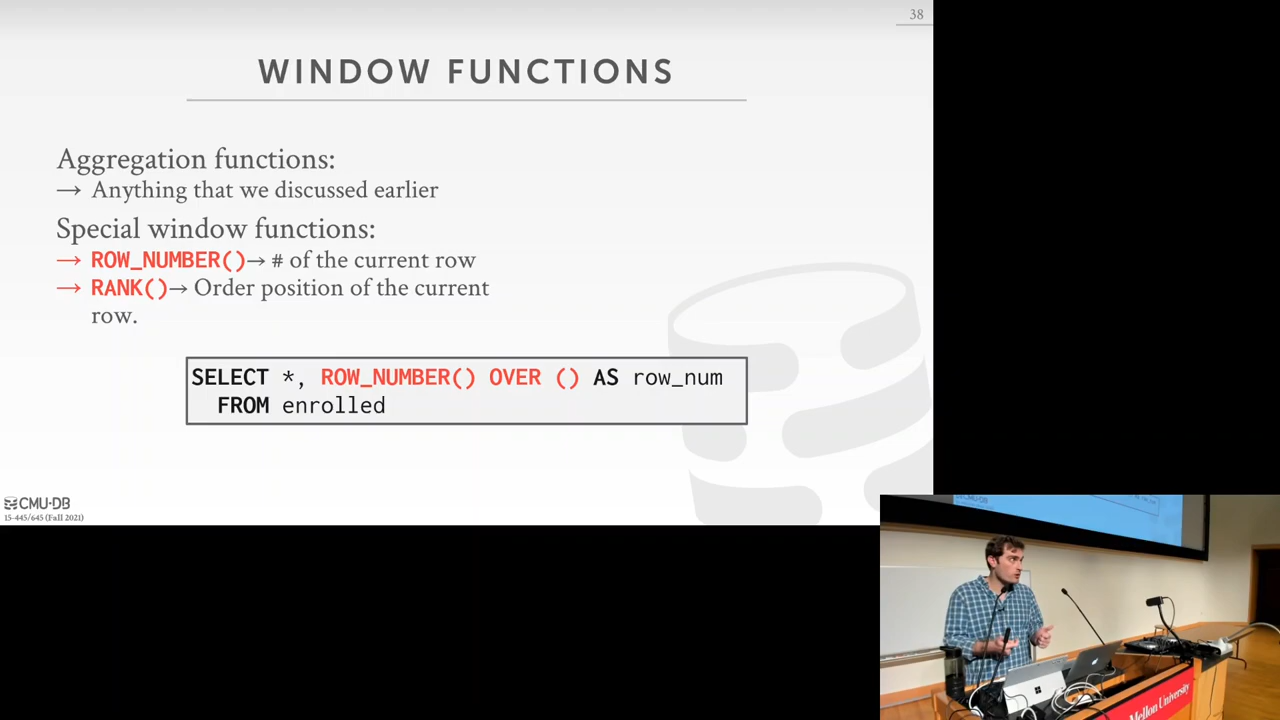 38
WINDOW FUNCTIONS
Aggregation functions:
→ Anything that we discussed earlier
Special window functions:
→ ROW_NUMBER()→ # of the current row
→ RANK()→ Order position of the current
row.
SELECT *, ROW_NUMBER() OVER () AS row_num
FROM enrolled
CMU·DB
15-445/645 (Fall 2021)
Mellon University